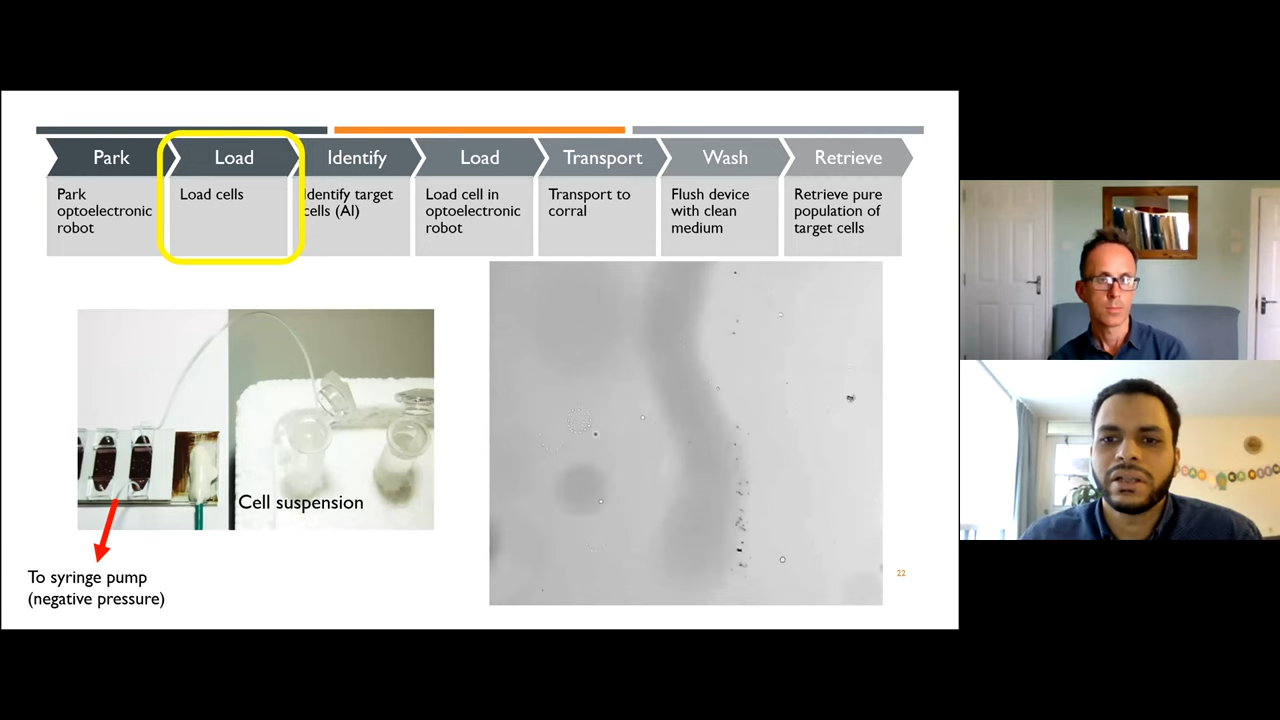 Park
Load
Identify
Load
Transport
Wash
Retrieve
Park
optoelectronic
robot
Load cells
Identify target
cells (AI)
Load cell in
optoelectronic
robot
Transport to
corral
Flush device
with clean
medium
Retrieve pure
population of
target cells
Cell suspension
To syringe pump
(negative pressure)
22